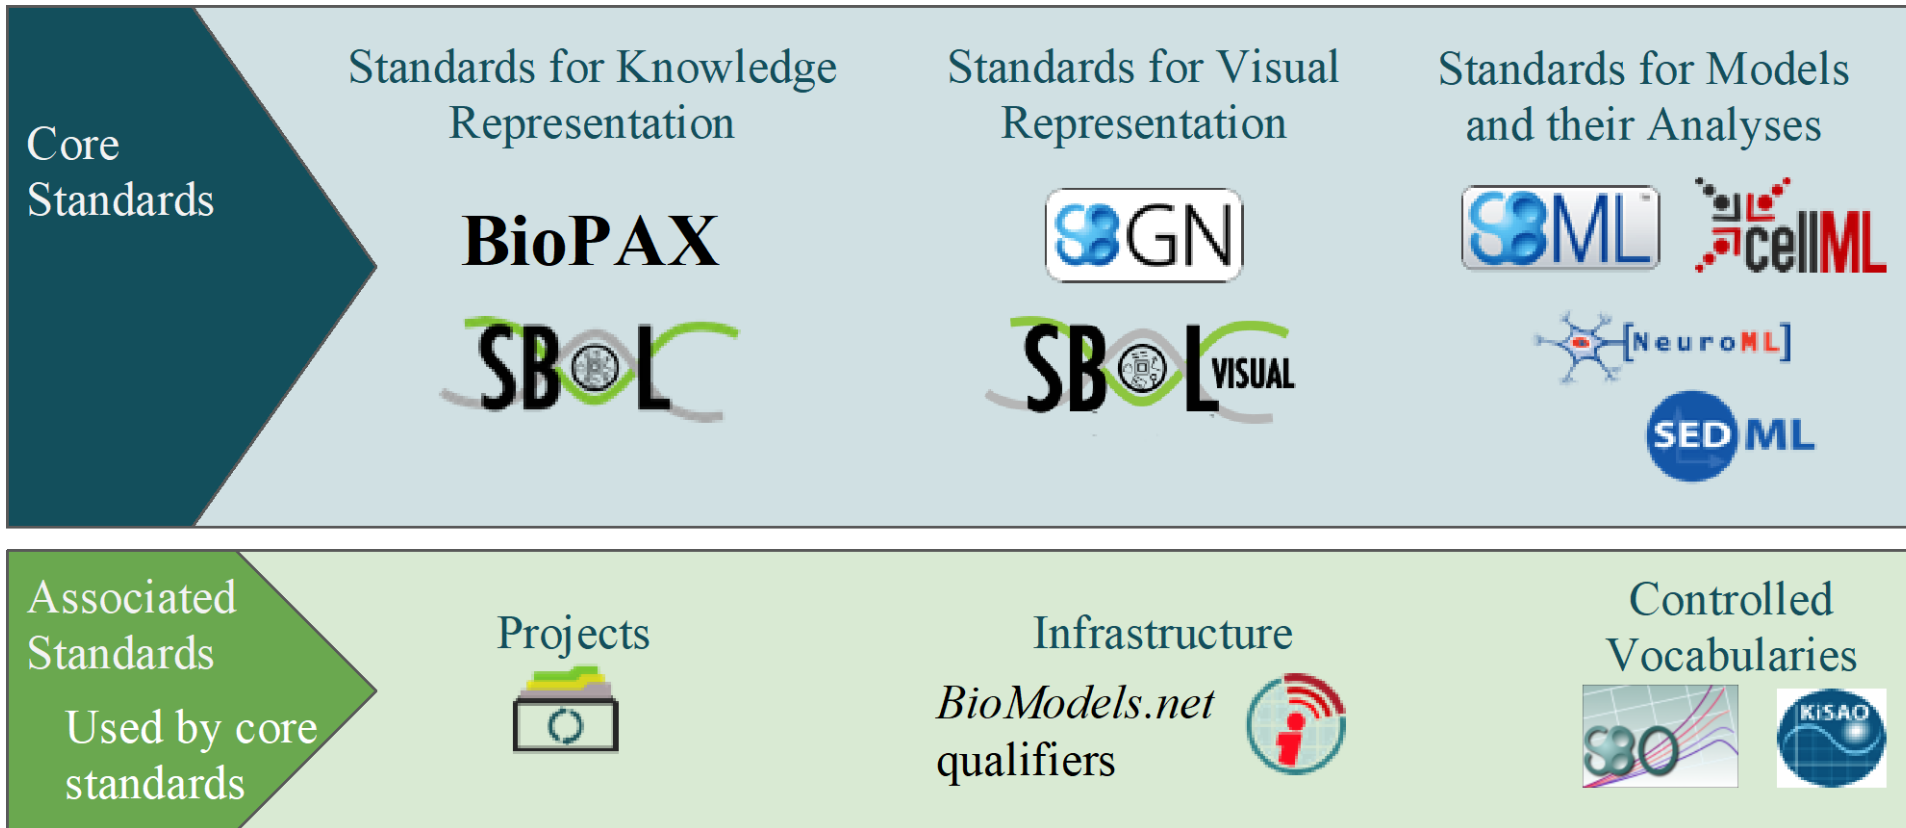 Core
Standards
Standards for Knowledge
Representation
BioPAX
SBOL
Standards for Visual
Representation
SBGN
SBOL VISUAL
Standards for Models
and their Analyses
SBML™
cellML
[NeuroML]
SED ML
Associated
Standards
Used by core
standards
Projects
Infrastructure
BioModels.net
qualifiers
Controlled
Vocabularies
SBO
KiSAO